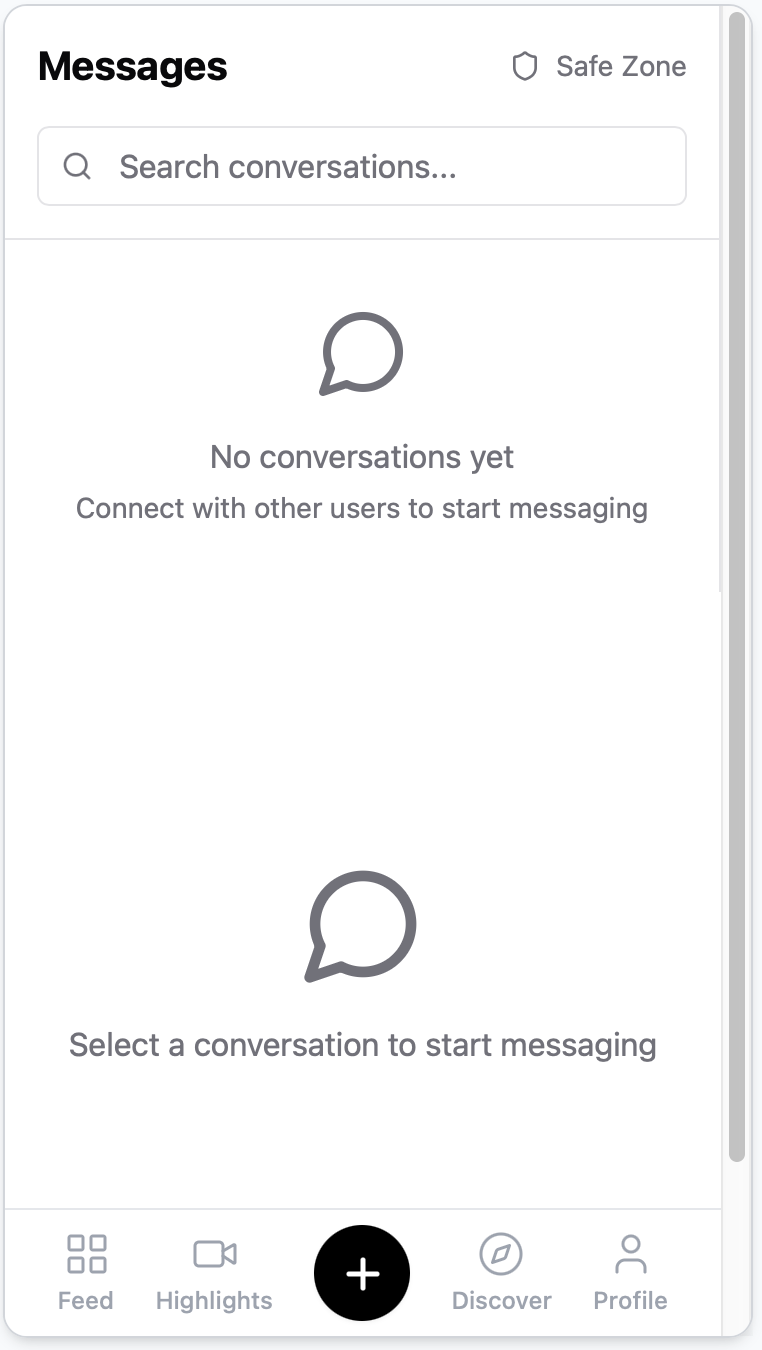 Messages
Safe Zone
Search conversations...
No conversations yet
Connect with other users to start messaging
Select a conversation to start messaging
Feed
Highlights
Discover
Profile